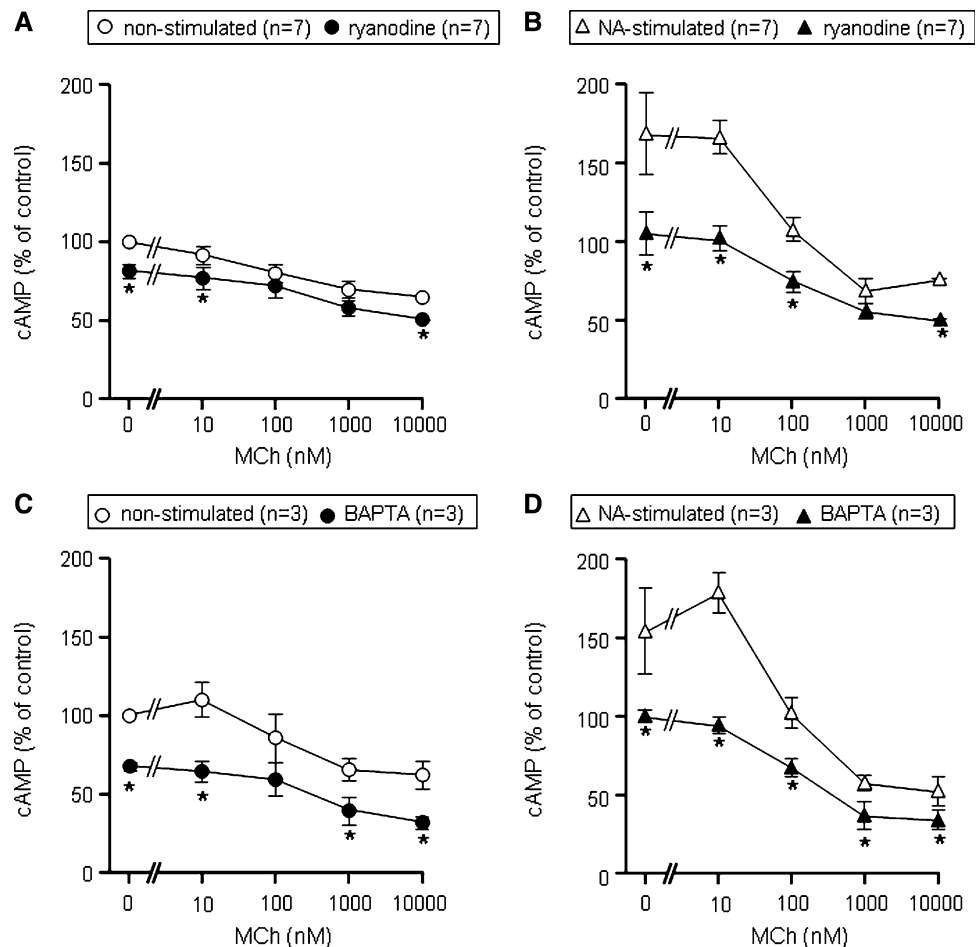 A
non-stimulated (n=7) ryanodine (n=7)
cAMP (% of control)
200
150
100
50
0
0 10 100 1000 10000
MCh (nM)
* * *
B
NA-stimulated (n=7) ryanodine (n=7)
cAMP (% of control)
200
150
100
50
0
0 10 100 1000 10000
MCh (nM)
* * * *
C
non-stimulated (n=3) BAPTA (n=3)
cAMP (% of control)
200
150
100
50
0
0 10 100 1000 10000
MCh (nM)
* * * *
D
NA-stimulated (n=3) BAPTA (n=3)
cAMP (% of control)
200
150
100
50
0
0 10 100 1000 10000
MCh (nM)
* * * * *